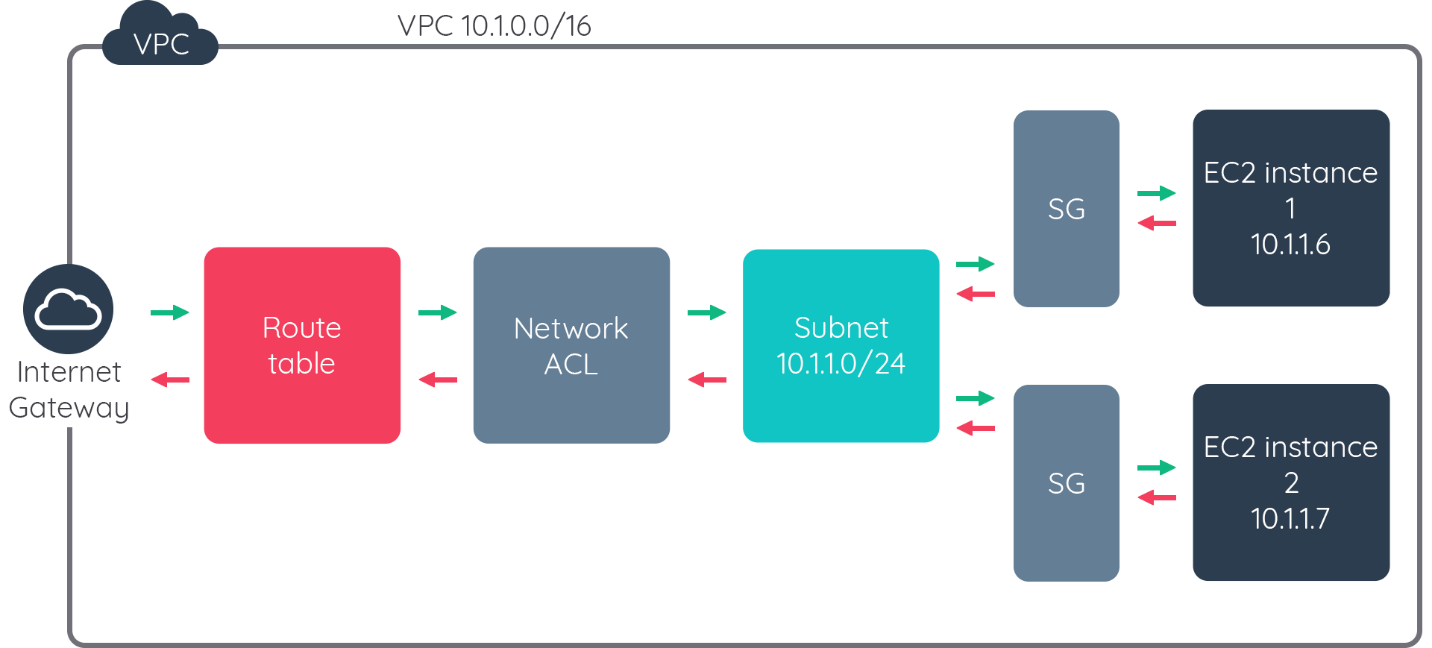 VPC
VPC 10.1.0.0/16
Internet
Gateway
Route
table
Network
ACL
Subnet
10.1.1.0/24
SG
EC2 instance
1
10.1.1.6
SG
EC2 instance
2
10.1.1.7